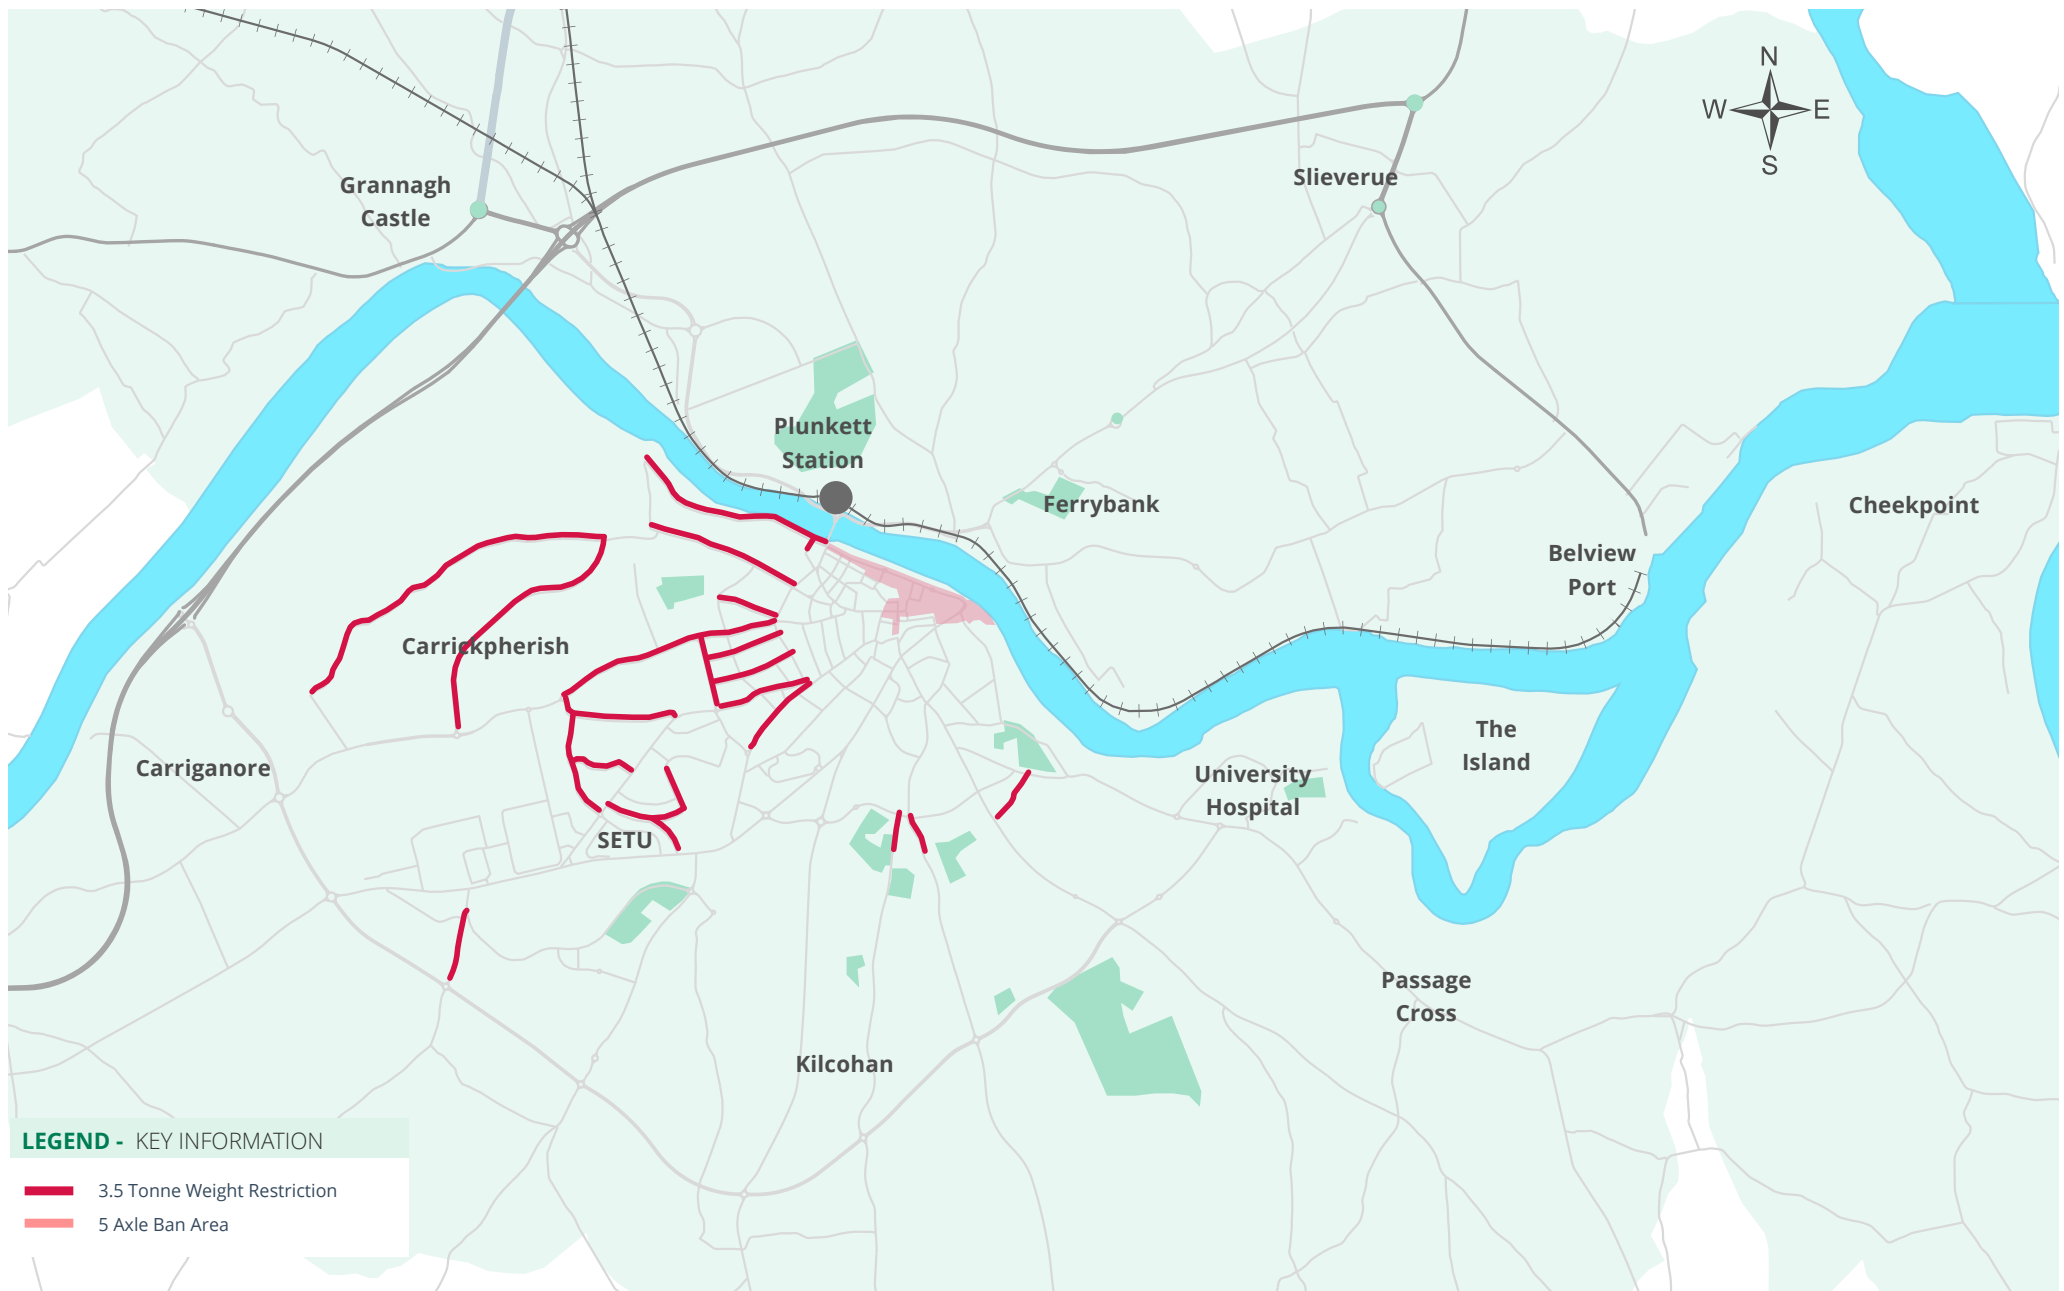 N
W E
S
Grannagh
Castle
Slieverue
Plunkett
Station
Ferrybank
Cheekpoint
Belview
Port
Carrickpherish
The
Island
Carriganore
University
Hospital
SETU
Passage
Cross
Kilcohan
LEGEND - KEY INFORMATION
3.5 Tonne Weight Restriction
5 Axle Ban Area